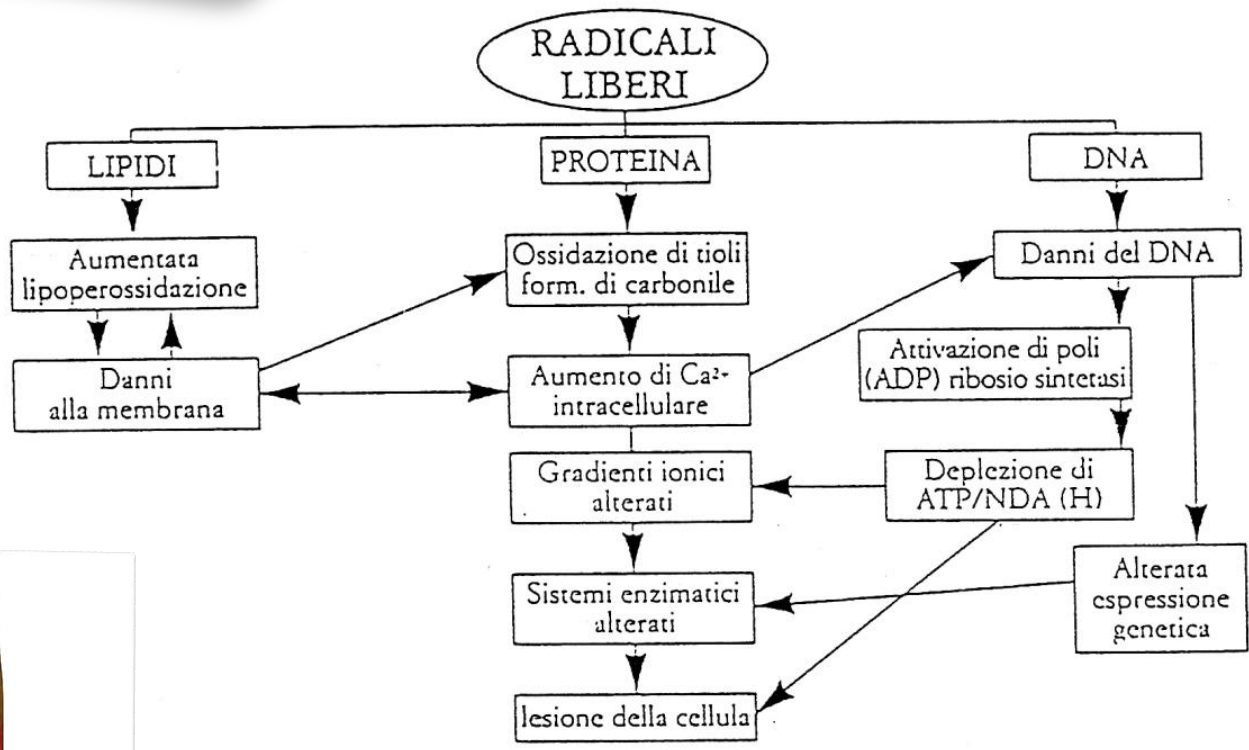 RADICALI
LIBERI
LIPIDI
PROTEINA
DNA
Aumentata
lipoperossidazione
Ossidazione di tioli
form. di carbonile
Danni del DNA
Danni
alla membrana
Aumento di Ca²⁺
intracellulare
Attivazione di poli
(ADP) ribosio sintetasi
Gradienti ionici
alterati
Deplezione di
ATP/NDA (H)
Sistemi enzimatici
alterati
Alterata
espressione
genetica
lesione della cellula